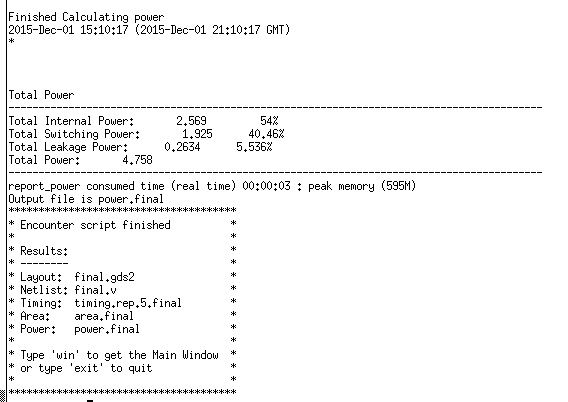 Finished Calculating power
2015-Dec-01 15:10:17 (2015-Dec-01 21:10:17 GMT)
*
Total Power
-----------------------------------------------------------------------------------------
Total Internal Power:       2.569         54%
Total Switching Power:       1.925      40.46%
Total Leakage Power:      0.2634      5.536%
Total Power:       4.758
-----------------------------------------------------------------------------------------
report_power consumed time (real time) 00:00:03 : peak memory (595M)
Output file is power.final
**************************************
* Encounter script finished          *
*                                    *
* Results:                           *
* --------                           *
* Layout:  final.gds2                *
* Netlist: final.v                   *
* Timing:  timing.rep.5.final        *
* Area:    area.final                *
* Power:   power.final               *
*                                    *
* Type 'win' to get the Main Window  *
* or type 'exit' to quit             *
*                                    *
**************************************